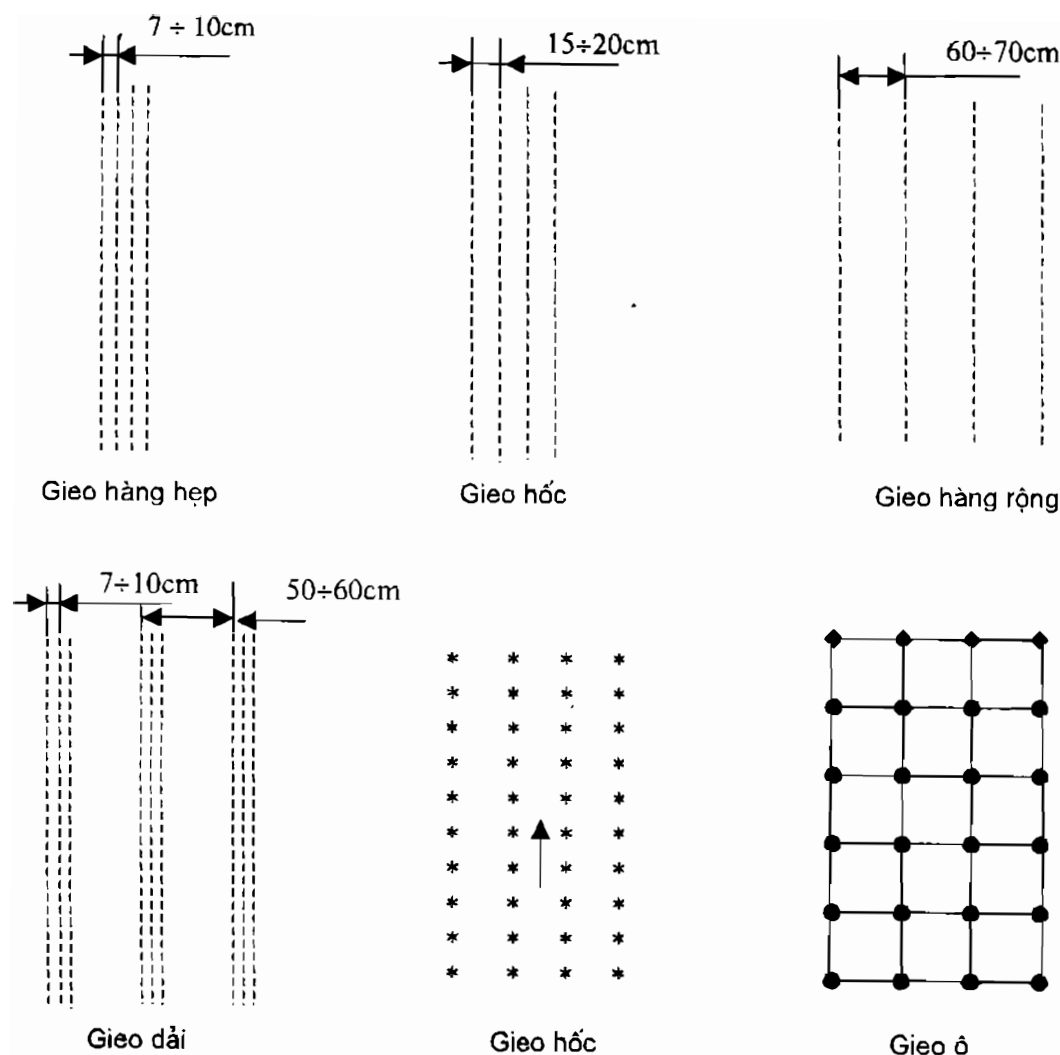 7 ÷ 10cm
15÷20cm
60÷70cm
Gieo hàng hẹp
Gieo hốc
Gieo hàng rộng
7÷10cm
50÷60cm
Gieo dải
Gieo hốc
Gieo ô